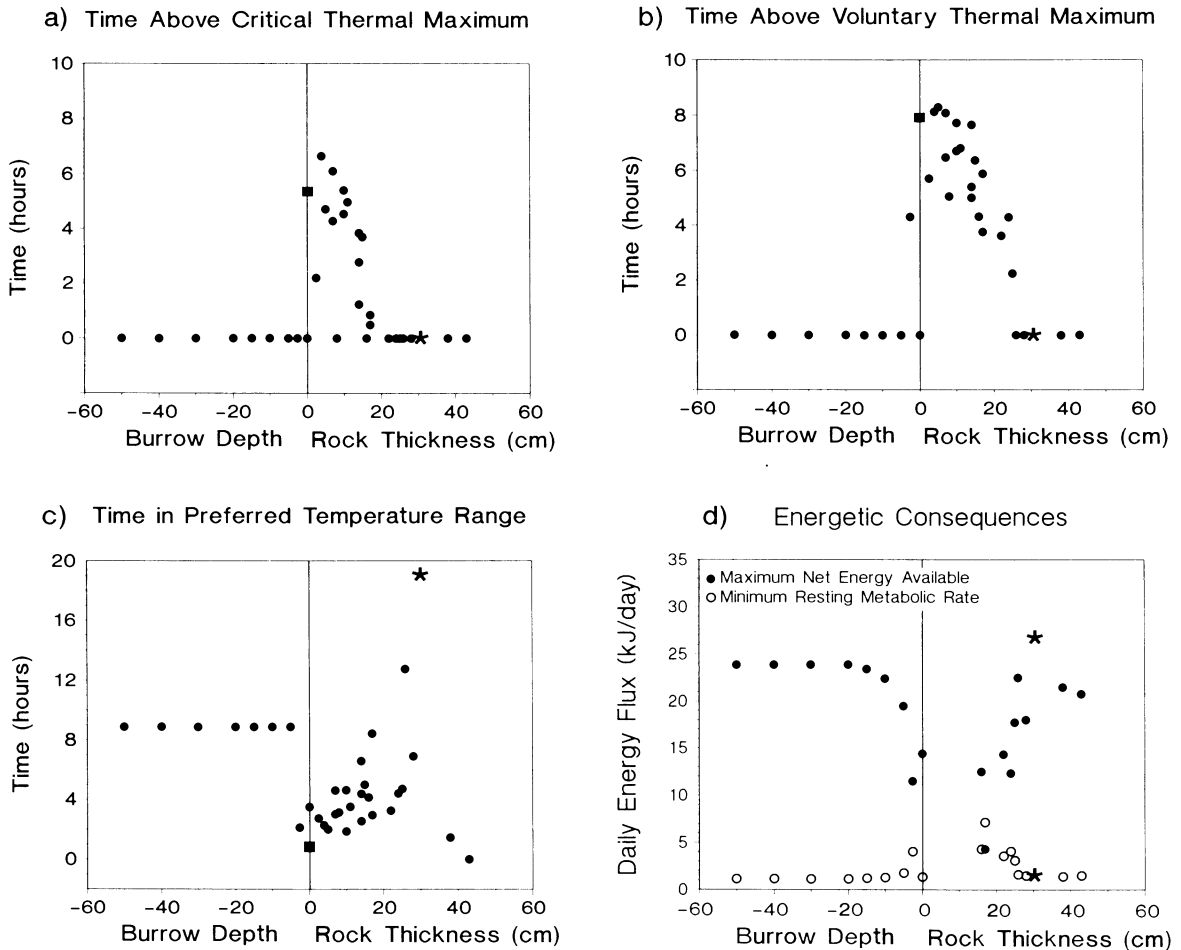 a) Time Above Critical Thermal Maximum
10
8
6
4
2
0
Time (hours)
-60 -40 -20 0 20 40 60
Burrow Depth Rock Thickness (cm)
b) Time Above Voluntary Thermal Maximum
10
8
6
4
2
0
Time (hours)
-60 -40 -20 0 20 40 60
Burrow Depth Rock Thickness (cm)
c) Time in Preferred Temperature Range
20
16
12
8
4
0
Time (hours)
-60 -40 -20 0 20 40 60
Burrow Depth Rock Thickness (cm)
d) Energetic Consequences
35
30
25
20
15
10
5
0
Daily Energy Flux (kJ/day)
Maximum Net Energy Available
Minimum Resting Metabolic Rate
-60 -40 -20 0 20 40 60
Burrow Depth Rock Thickness (cm)